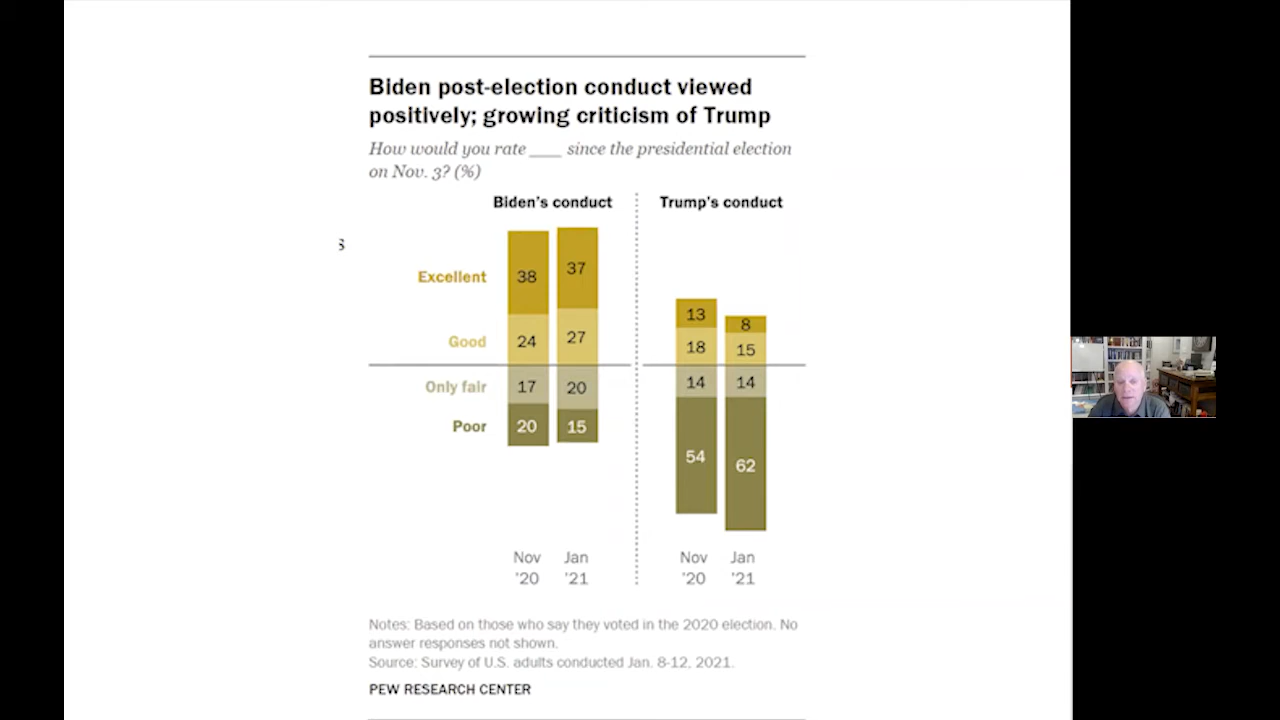 Biden post-election conduct viewed
positively; growing criticism of Trump
How would you rate ____ since the presidential election
on Nov. 3? (%)
Biden's conduct Trump's conduct
s
Excellent 38 37 13 8
Good 24 27 18 15
Only fair 17 20 14 14
Poor 20 15 54 62
Nov Jan Nov Jan
'20 '21 '20 '21
Notes: Based on those who say they voted in the 2020 election. No
answer responses not shown.
Source: Survey of U.S. adults conducted Jan. 8-12, 2021.
PEW RESEARCH CENTER